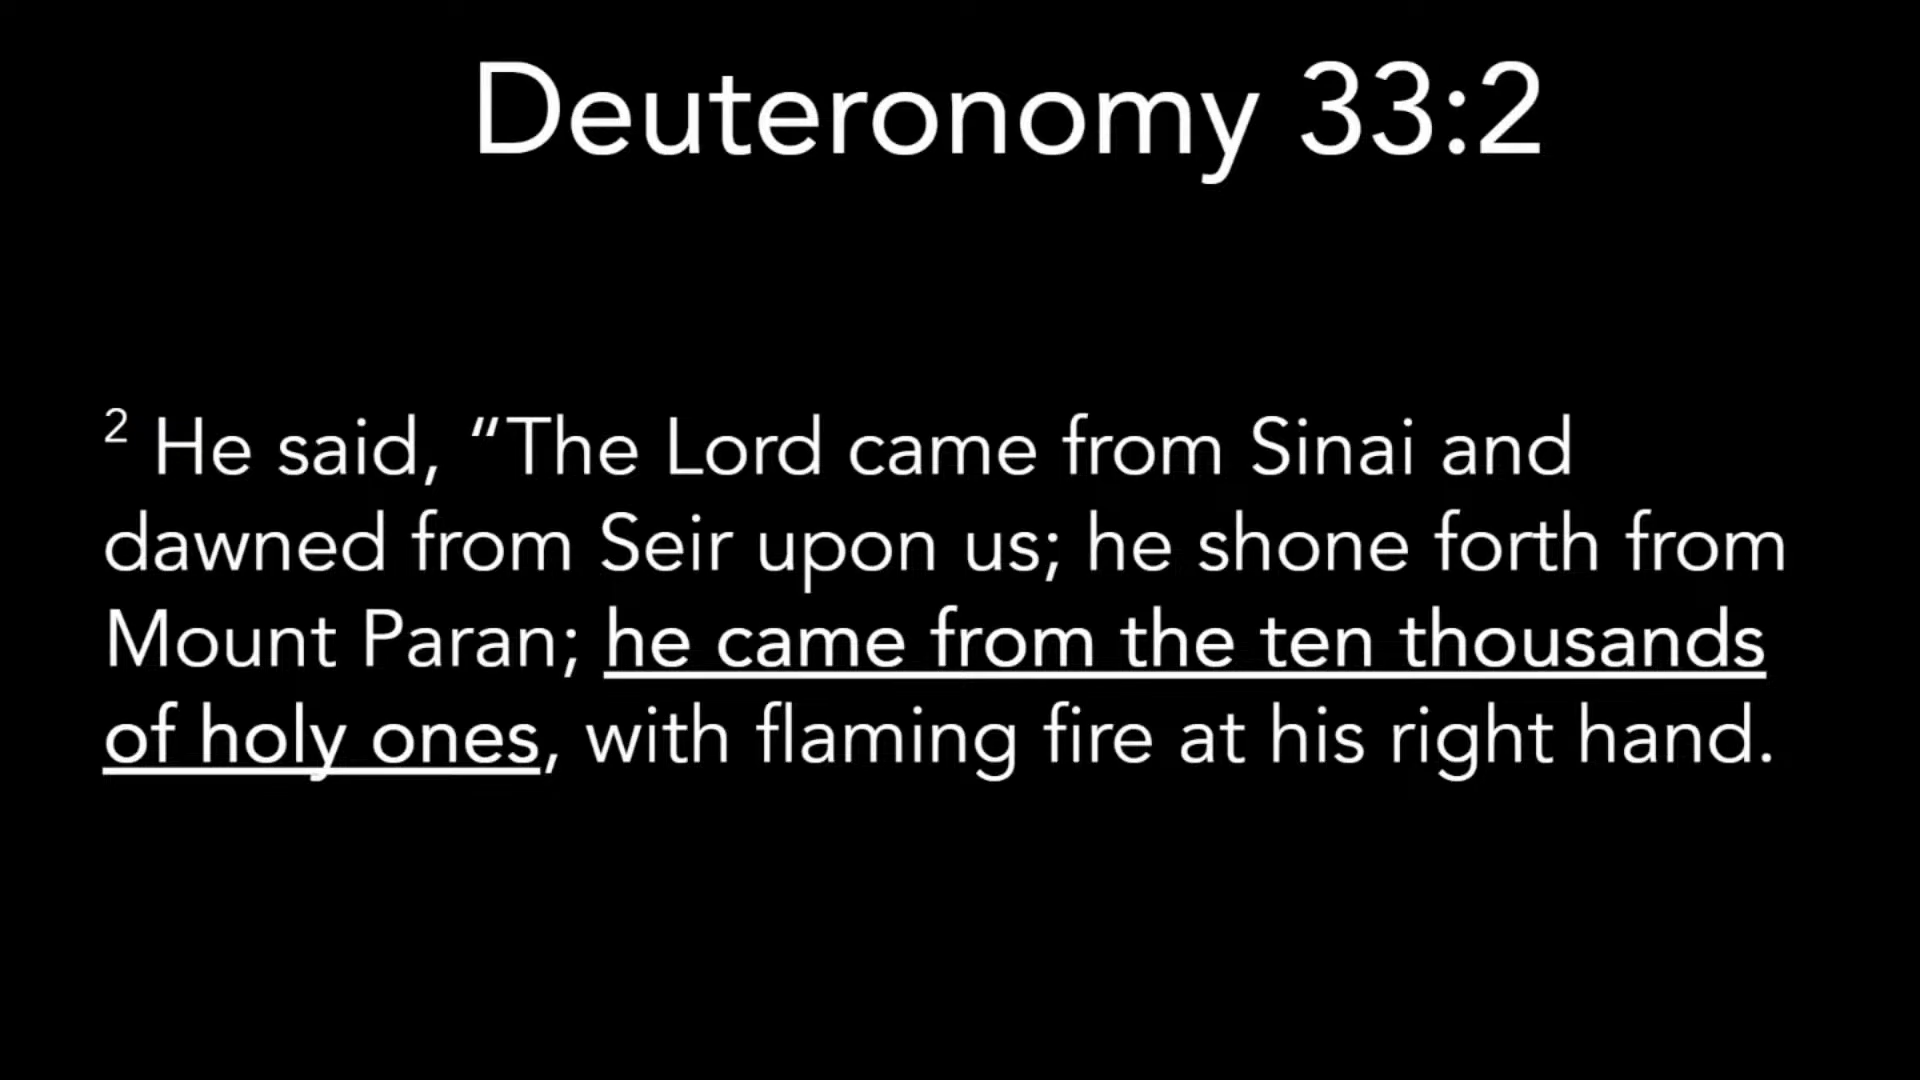 Deuteronomy 33:2
2 He said, “The Lord came from Sinai and
dawned from Seir upon us; he shone forth from
Mount Paran; he came from the ten thousands
of holy ones, with flaming fire at his right hand.